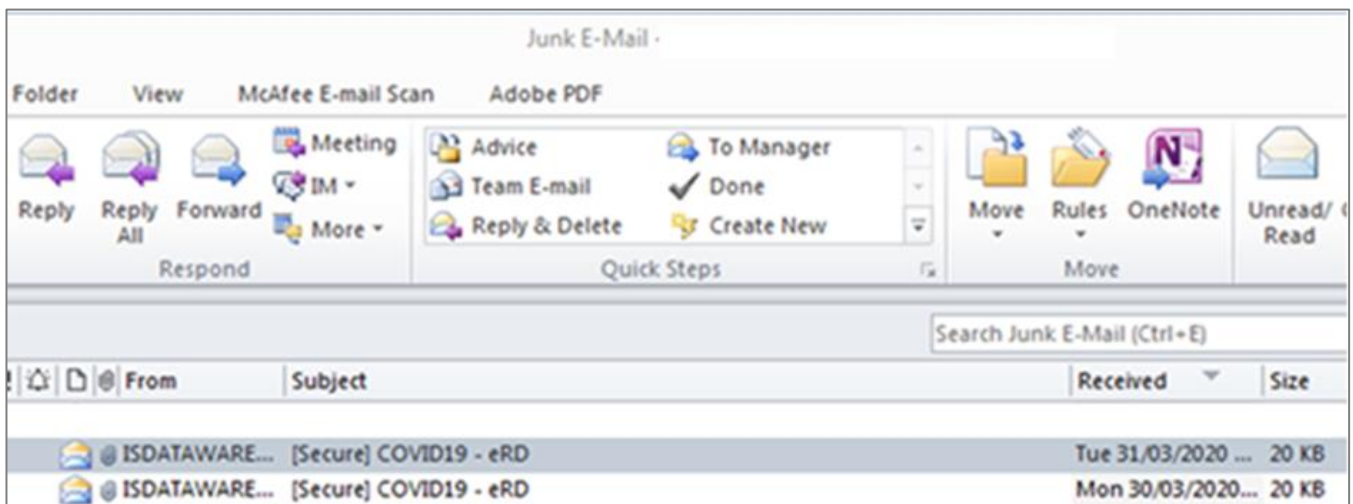 Junk E-Mail -
Folder View McAfee E-mail Scan Adobe PDF
Reply
Reply All
Forward
Meeting
IM
More
Respond
Advice
Team E-mail
Reply & Delete
To Manager
Done
Create New
Quick Steps
Move
Rules
OneNote
Move
Unread/
Read
Search Junk E-Mail (Ctrl+E)
From Subject Received Size
ISDATAWARE... [Secure] COVID19 - eRD Tue 31/03/2020 ... 20 KB
ISDATAWARE... [Secure] COVID19 - eRD Mon 30/03/2020... 20 KB